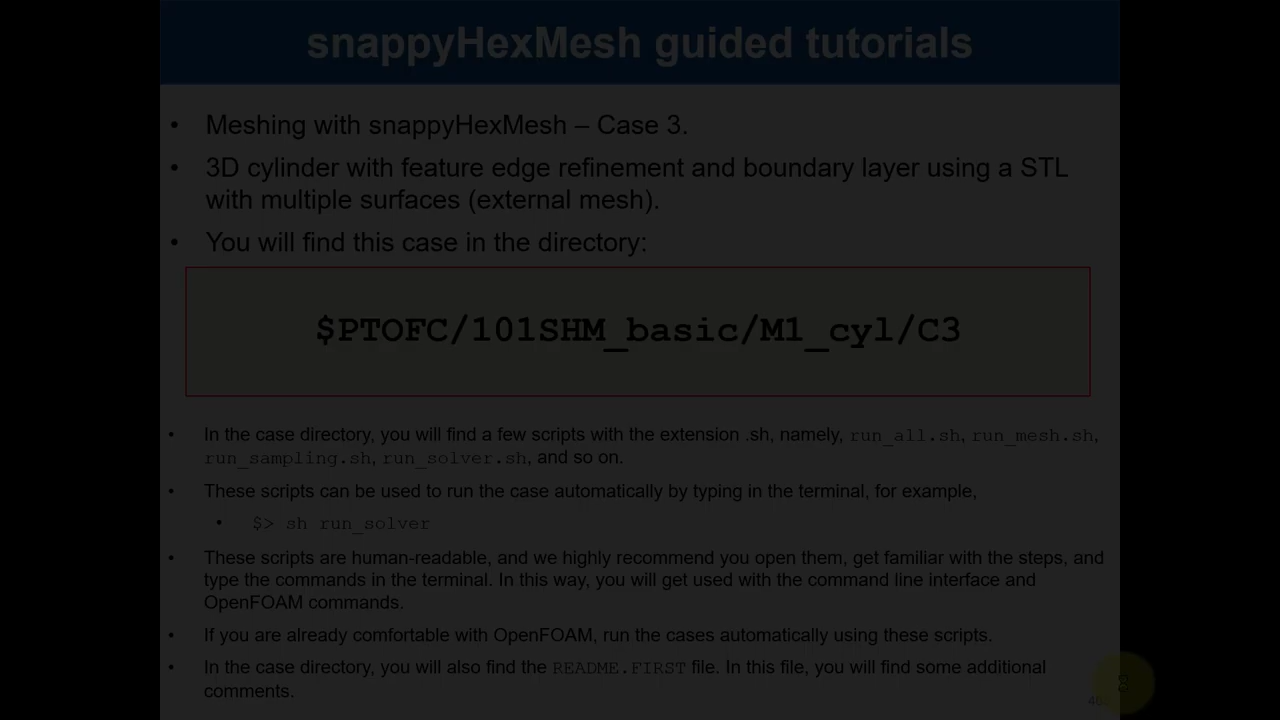 snappyHexMesh guided tutorials
• Meshing with snappyHexMesh – Case 3.
• 3D cylinder with feature edge refinement and boundary layer using a STL
with multiple surfaces (external mesh).
• You will find this case in the directory:
$PTOFC/101SHM_basic/M1_cyl/C3
• In the case directory, you will find a few scripts with the extension .sh, namely, run_all.sh, run_mesh.sh,
run_sampling.sh, run_solver.sh, and so on.
• These scripts can be used to run the case automatically by typing in the terminal, for example,
• $> sh run_solver
• These scripts are human-readable, and we highly recommend you open them, get familiar with the steps, and
type the commands in the terminal. In this way, you will get used with the command line interface and
OpenFOAM commands.
• If you are already comfortable with OpenFOAM, run the cases automatically using these scripts.
• In the case directory, you will also find the README.FIRST file. In this file, you will find some additional
comments.